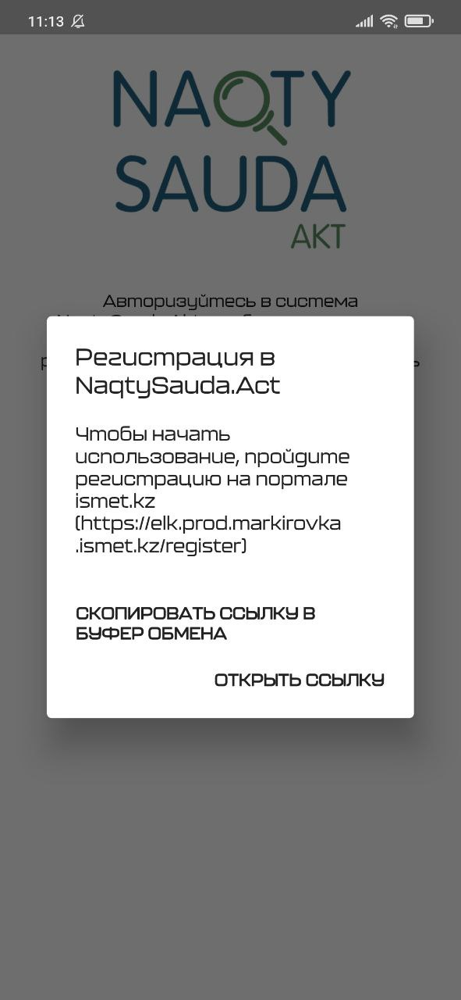 11:13
NAQTY
SAUDA
AKT
Авторизуйтесь в система
Регистрация в
NaqtySauda.Act
Чтобы начать
использование, пройдите
регистрацию на портале
ismet.kz
(https://elk.prod.markirovka
.ismet.kz/register)
СКОПИРОВАТЬ ССЫЛКУ В
БУФЕР ОБМЕНА
ОТКРЫТЬ ССЫЛКУ